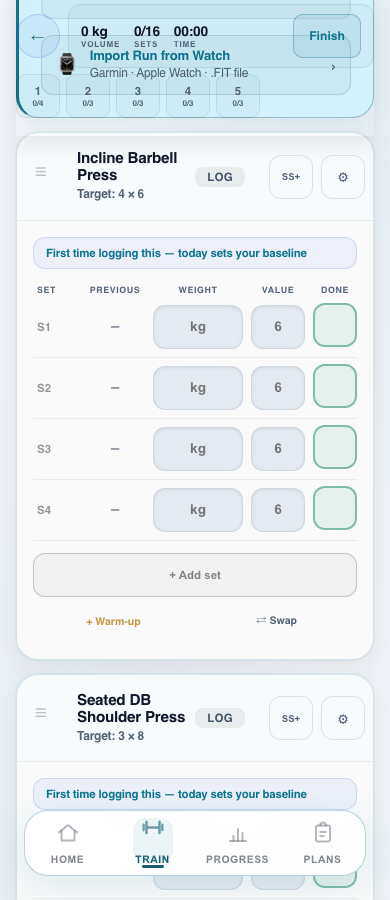 ←
0 kg 0/16 00:00
VOLUME SETS TIME
Finish
Import Run from Watch
Garmin · Apple Watch · .FIT file
›
1 2 3 4 5
0/4 0/3 0/3 0/3 0/3
Incline Barbell
Press
Target: 4 × 6
LOG
SS+
First time logging this — today sets your baseline
SET PREVIOUS WEIGHT VALUE DONE
S1 – kg 6
S2 – kg 6
S3 – kg 6
S4 – kg 6
+ Add set
+ Warm-up ⇄ Swap
Seated DB
Shoulder Press
Target: 3 × 8
LOG
SS+
First time logging this — today sets your baseline
HOME TRAIN PROGRESS PLANS